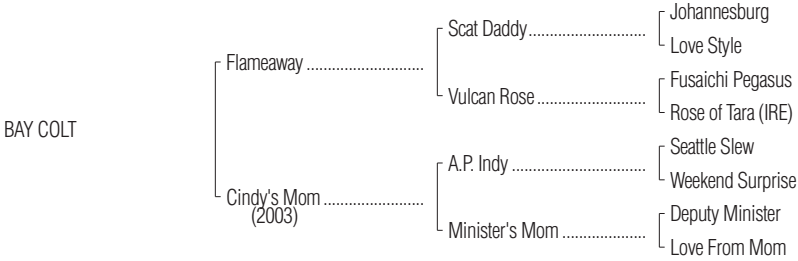 Johannesburg
Scat Daddy
Love Style
Flameaway
Fusaichi Pegasus
Vulcan Rose
Rose of Tara (IRE)
BAY COLT
Seattle Slew
A.P. Indy
Weekend Surprise
Cindy's Mom
(2003)
Deputy Minister
Minister's Mom
Love From Mom